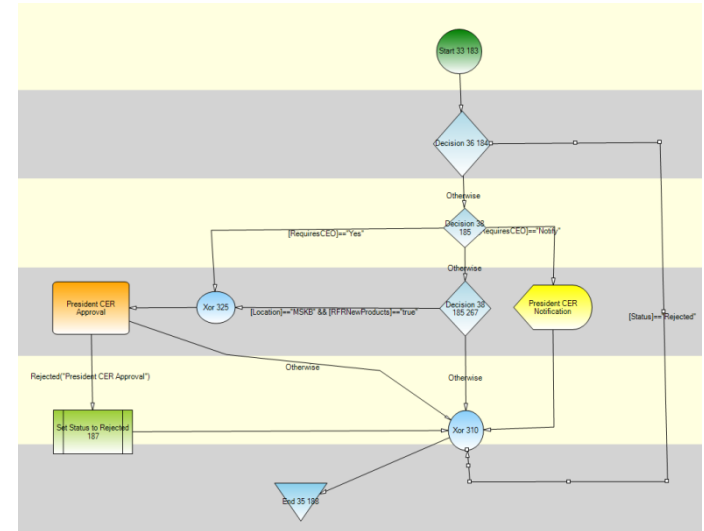 Start 33 183
Decision 36 184
Otherwise
Decision 38
185
[RequiresCEO]=="Yes"
RequiresCEO]=="Notify"
Otherwise
President CER
Approval
Xor 325
Decision 38
185 267
President CER
Notification
[Location]=="MSKB" && [RFRNewProducts]=="true"
[Status]=="Rejected"
Otherwise
Otherwise
Rejected("President CER Approval")
Set Status to Rejected
187
Xor 310
End 35 188